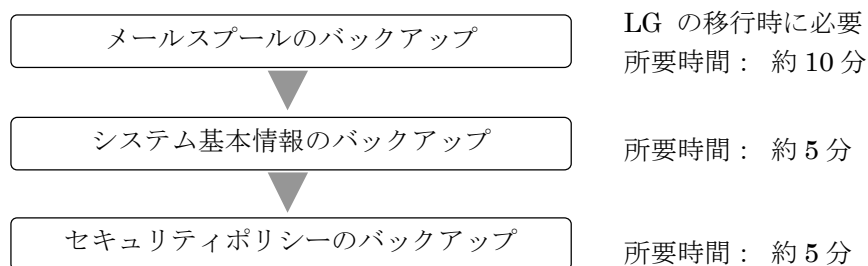 メールスプールのバックアップ
LG の移行時に必要
所要時間： 約 10 分
システム基本情報のバックアップ
所要時間： 約 5 分
セキュリティポリシーのバックアップ
所要時間： 約 5 分